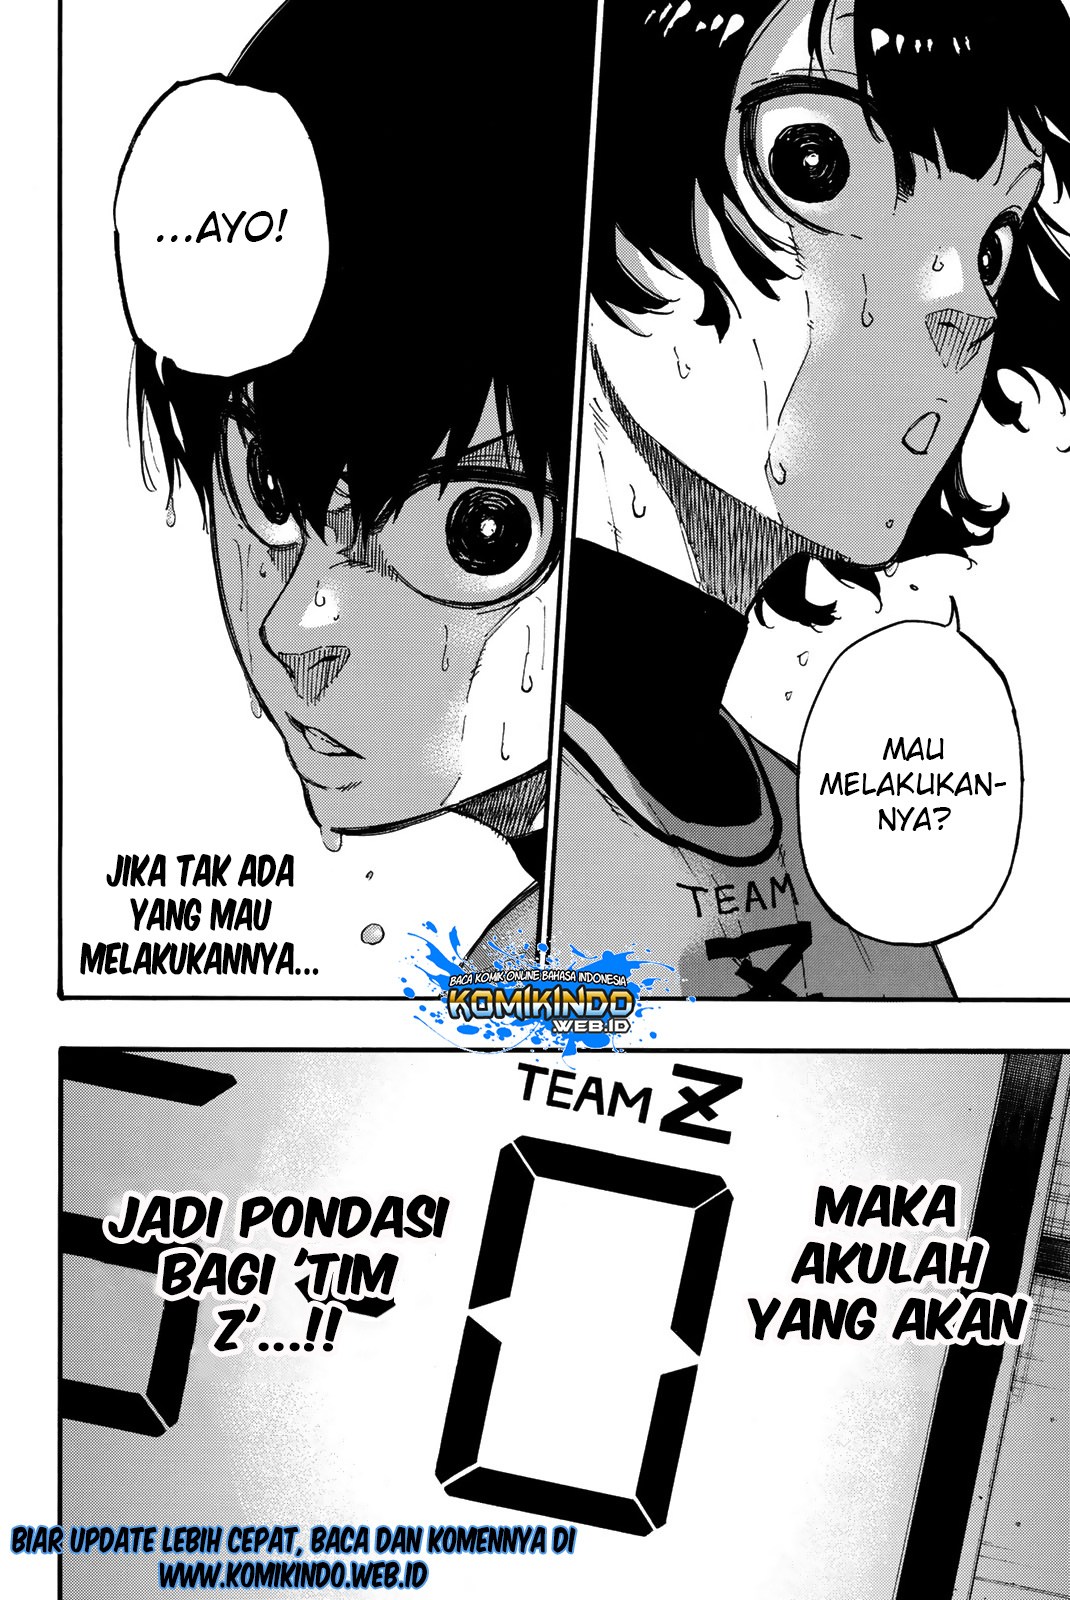 MAU
MELAKUKAN-
NYA?
TEAM
Z
...AYO!
JIKA TAK ADA
YANG MAU
MELAKUKANNYA...
BACA KOMIK ONLINE BAHASA INDONESIA
KOMIKINDO
WEB.ID
TEAM Z
0
MAKA
AKULAH
YANG AKAN
JADI PONDASI
BAGI 'TIM
Z'...!!
BIAR UPDATE LEBIH CEPAT, BACA DAN KOMENNYA DI
WWW.KOMIKINDO.WEB.ID